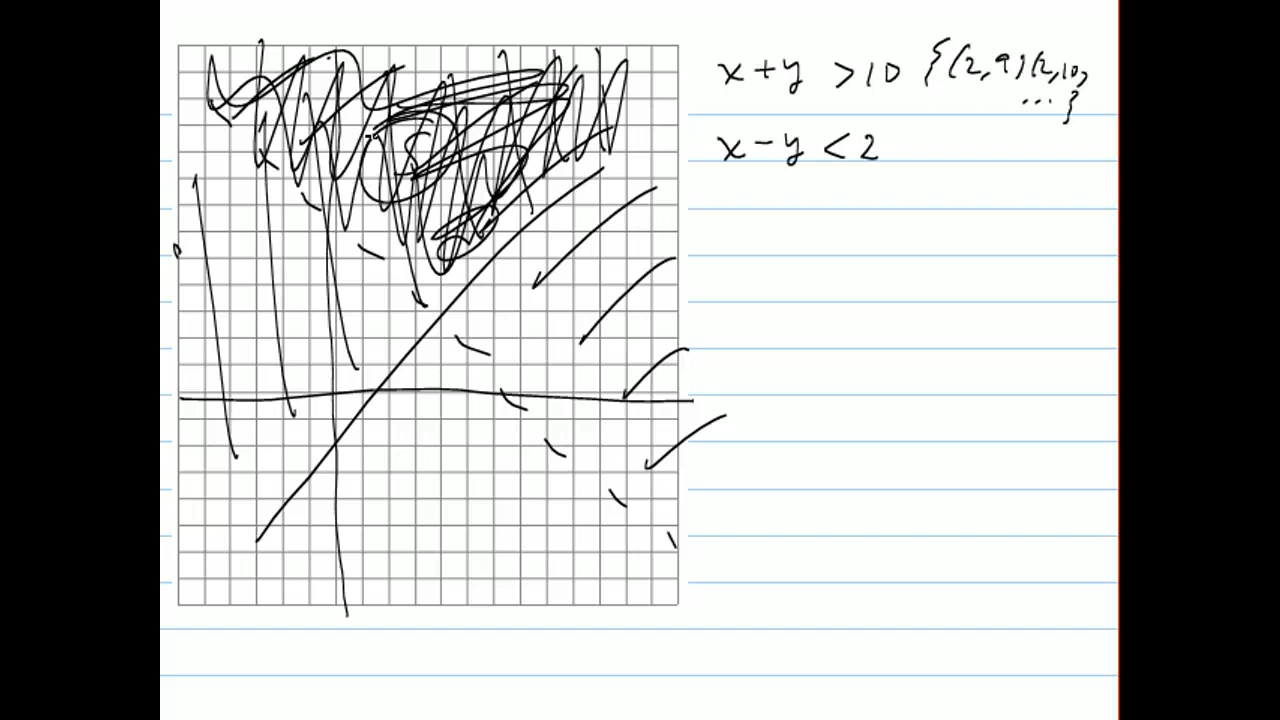 x+y >10 {(2,9)(2,10)
... }
x-y <2